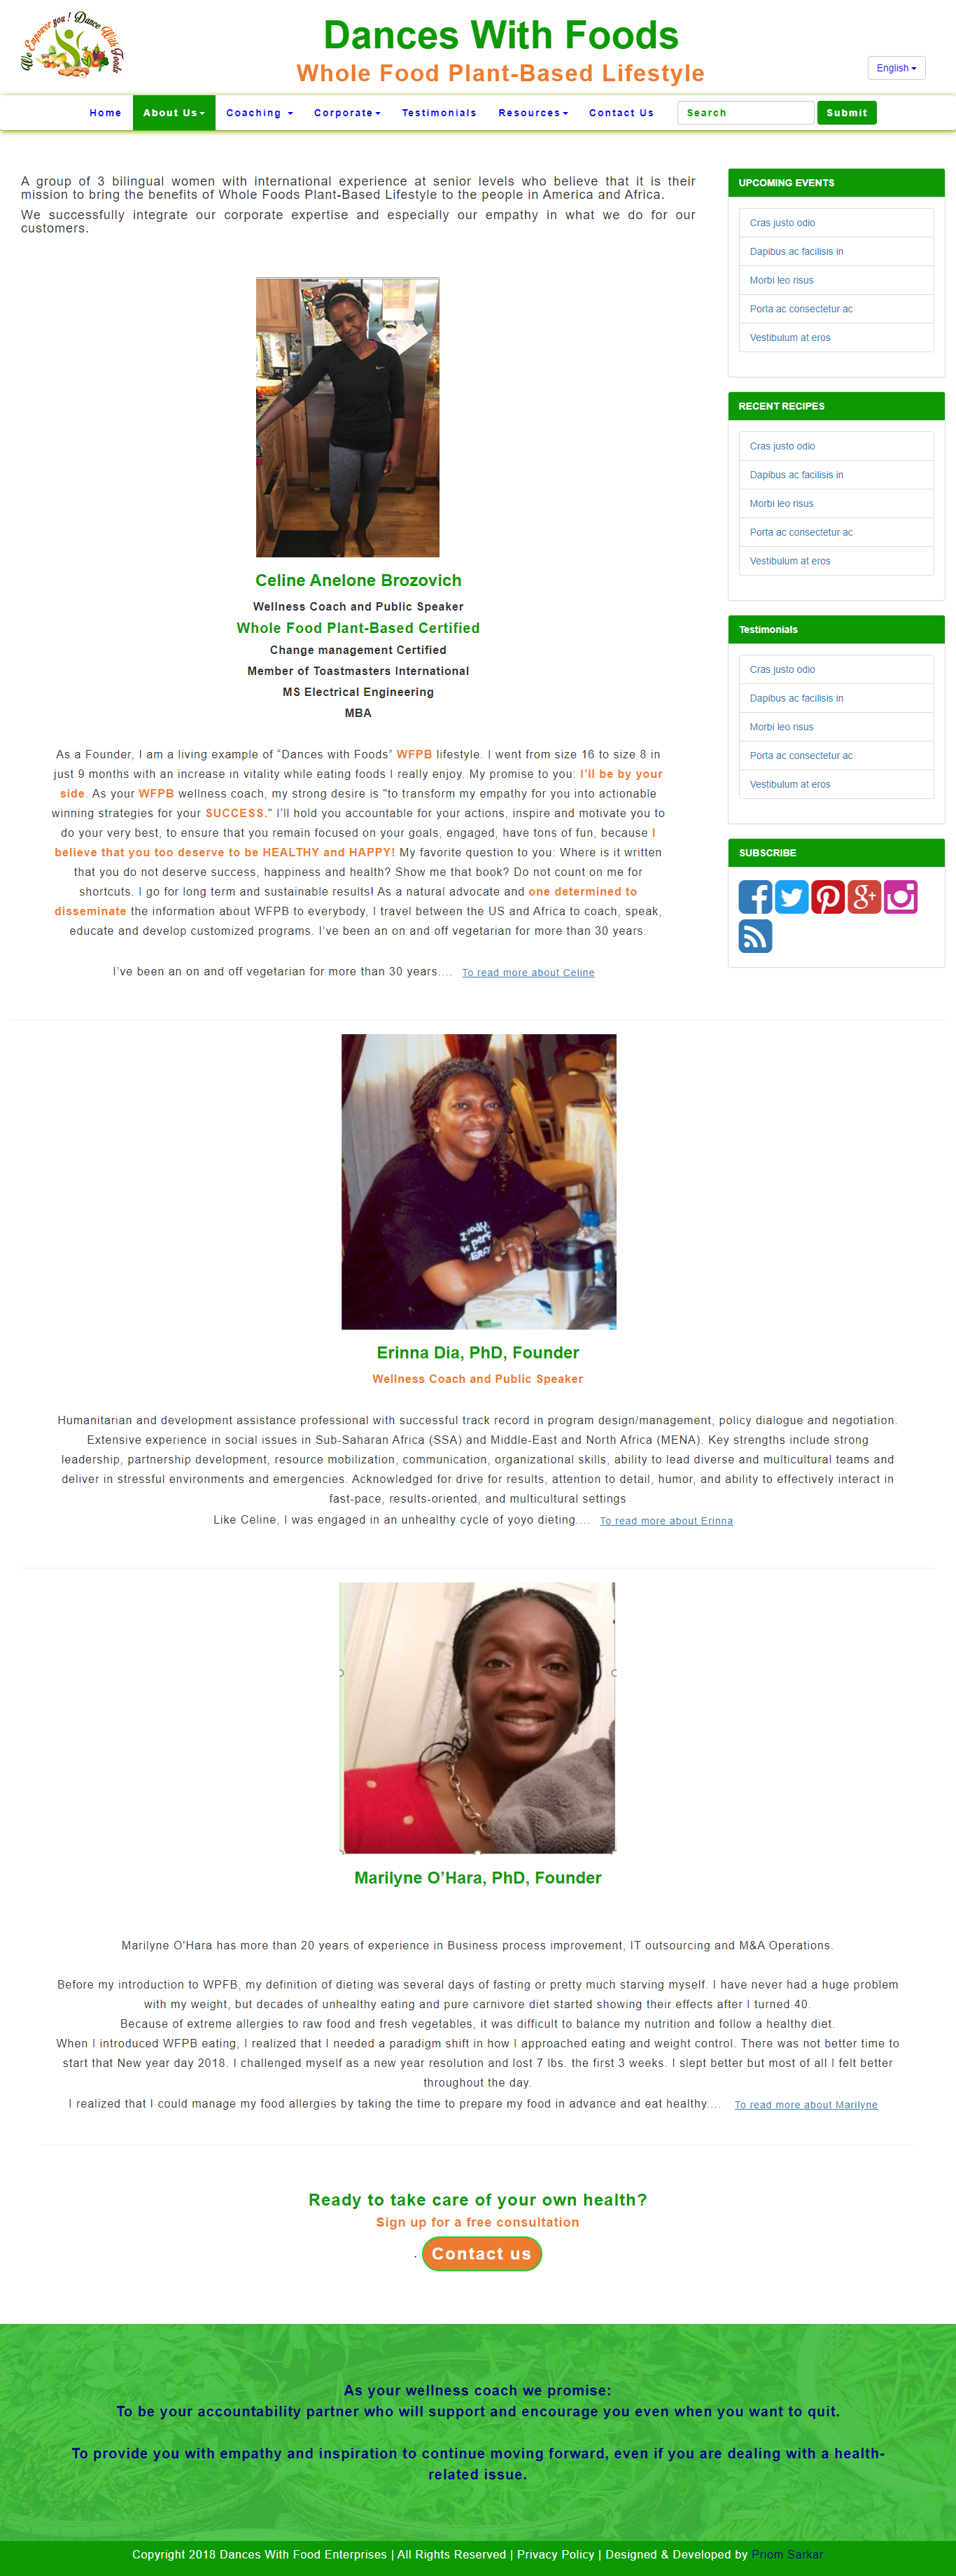 We Empower you ! Dance With Foods
Dances With Foods
Whole Food Plant-Based Lifestyle
English
Home About Us Coaching Corporate Testimonials Resources Contact Us Search Submit
A group of 3 bilingual women with international experience at senior levels who believe that it is their
mission to bring the benefits of Whole Foods Plant-Based Lifestyle to the people in America and Africa.
We successfully integrate our corporate expertise and especially our empathy in what we do for our
customers.
Celine Anelone Brozovich
Wellness Coach and Public Speaker
Whole Food Plant-Based Certified
Change management Certified
Member of Toastmasters International
MS Electrical Engineering
MBA
As a Founder, I am a living example of “Dances with Foods” WFPB lifestyle. I went from size 16 to size 8 in
just 9 months with an increase in vitality while eating foods I really enjoy. My promise to you: I’ll be by your
side. As your WFPB wellness coach, my strong desire is "to transform my empathy for you into actionable
winning strategies for your SUCCESS." I’ll hold you accountable for your actions, inspire and motivate you to
do your very best, to ensure that you remain focused on your goals, engaged, have tons of fun, because I
believe that you too deserve to be HEALTHY and HAPPY! My favorite question to you: Where is it written
that you do not deserve success, happiness and health? Show me that book? Do not count on me for
shortcuts. I go for long term and sustainable results! As a natural advocate and one determined to
disseminate the information about WFPB to everybody, I travel between the US and Africa to coach, speak,
educate and develop customized programs. I’ve been an on and off vegetarian for more than 30 years.
I’ve been an on and off vegetarian for more than 30 years.... To read more about Celine
UPCOMING EVENTS
Cras justo odio
Dapibus ac facilisis in
Morbi leo risus
Porta ac consectetur ac
Vestibulum at eros
RECENT RECIPES
Cras justo odio
Dapibus ac facilisis in
Morbi leo risus
Porta ac consectetur ac
Vestibulum at eros
Testimonials
Cras justo odio
Dapibus ac facilisis in
Morbi leo risus
Porta ac consectetur ac
Vestibulum at eros
SUBSCRIBE
Erinna Dia, PhD, Founder
Wellness Coach and Public Speaker
Humanitarian and development assistance professional with successful track record in program design/management, policy dialogue and negotiation.
Extensive experience in social issues in Sub-Saharan Africa (SSA) and Middle-East and North Africa (MENA). Key strengths include strong
leadership, partnership development, resource mobilization, communication, organizational skills, ability to lead diverse and multicultural teams and
deliver in stressful environments and emergencies. Acknowledged for drive for results, attention to detail, humor, and ability to effectively interact in
fast-pace, results-oriented, and multicultural settings
Like Celine, I was engaged in an unhealthy cycle of yoyo dieting.... To read more about Erinna
Marilyne O’Hara, PhD, Founder
Marilyne O'Hara has more than 20 years of experience in Business process improvement, IT outsourcing and M&A Operations.
Before my introduction to WPFB, my definition of dieting was several days of fasting or pretty much starving myself. I have never had a huge problem
with my weight, but decades of unhealthy eating and pure carnivore diet started showing their effects after I turned 40.
Because of extreme allergies to raw food and fresh vegetables, it was difficult to balance my nutrition and follow a healthy diet.
When I introduced WFPB eating, I realized that I needed a paradigm shift in how I approached eating and weight control. There was not better time to
start that New year day 2018. I challenged myself as a new year resolution and lost 7 lbs. the first 3 weeks. I slept better but most of all I felt better
throughout the day.
I realized that I could manage my food allergies by taking the time to prepare my food in advance and eat healthy.... To read more about Marilyne
Ready to take care of your own health?
Sign up for a free consultation
. Contact us
As your wellness coach we promise:
To be your accountability partner who will support and encourage you even when you want to quit.
To provide you with empathy and inspiration to continue moving forward, even if you are dealing with a health-
related issue.
Copyright 2018 Dances With Food Enterprises | All Rights Reserved | Privacy Policy | Designed & Developed by Priom Sarkar